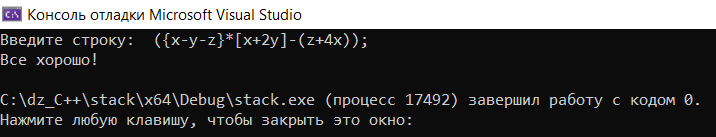 Консоль отладки Microsoft Visual Studio
Введите строку:  ({x-y-z}*[x+2y]-(z+4x));
Все хорошо!
C:\dz_C++\stack\x64\Debug\stack.exe (процесс 17492) завершил работу с кодом 0.
Нажмите любую клавишу, чтобы закрыть это окно: